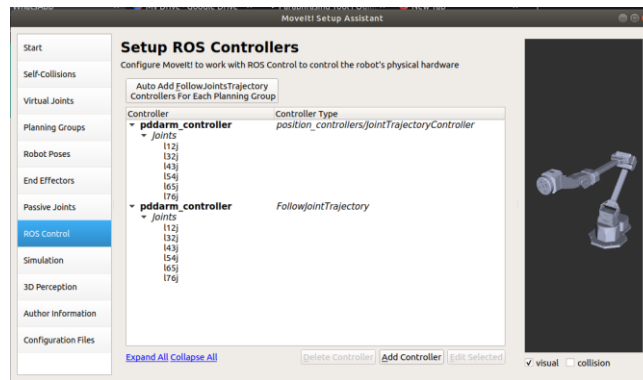 MoveIt! Setup Assistant
Start
Self-Collisions
Virtual Joints
Planning Groups
Robot Poses
End Effectors
Passive Joints
ROS Control
Simulation
3D Perception
Author Information
Configuration Files
Setup ROS Controllers
Configure MoveIt! to work with ROS Control to control the robot's physical hardware
Auto Add FollowJointsTrajectory
Controllers For Each Planning Group
Controller Controller Type
pddarm_controller position_controllers/JointTrajectoryController
Joints
l12j
l32j
l43j
l54j
l65j
l76j
pddarm_controller FollowJointTrajectory
Joints
l12j
l32j
l43j
l54j
l65j
l76j
Expand All Collapse All Delete Controller Add Controller Edit Selected
visual collision